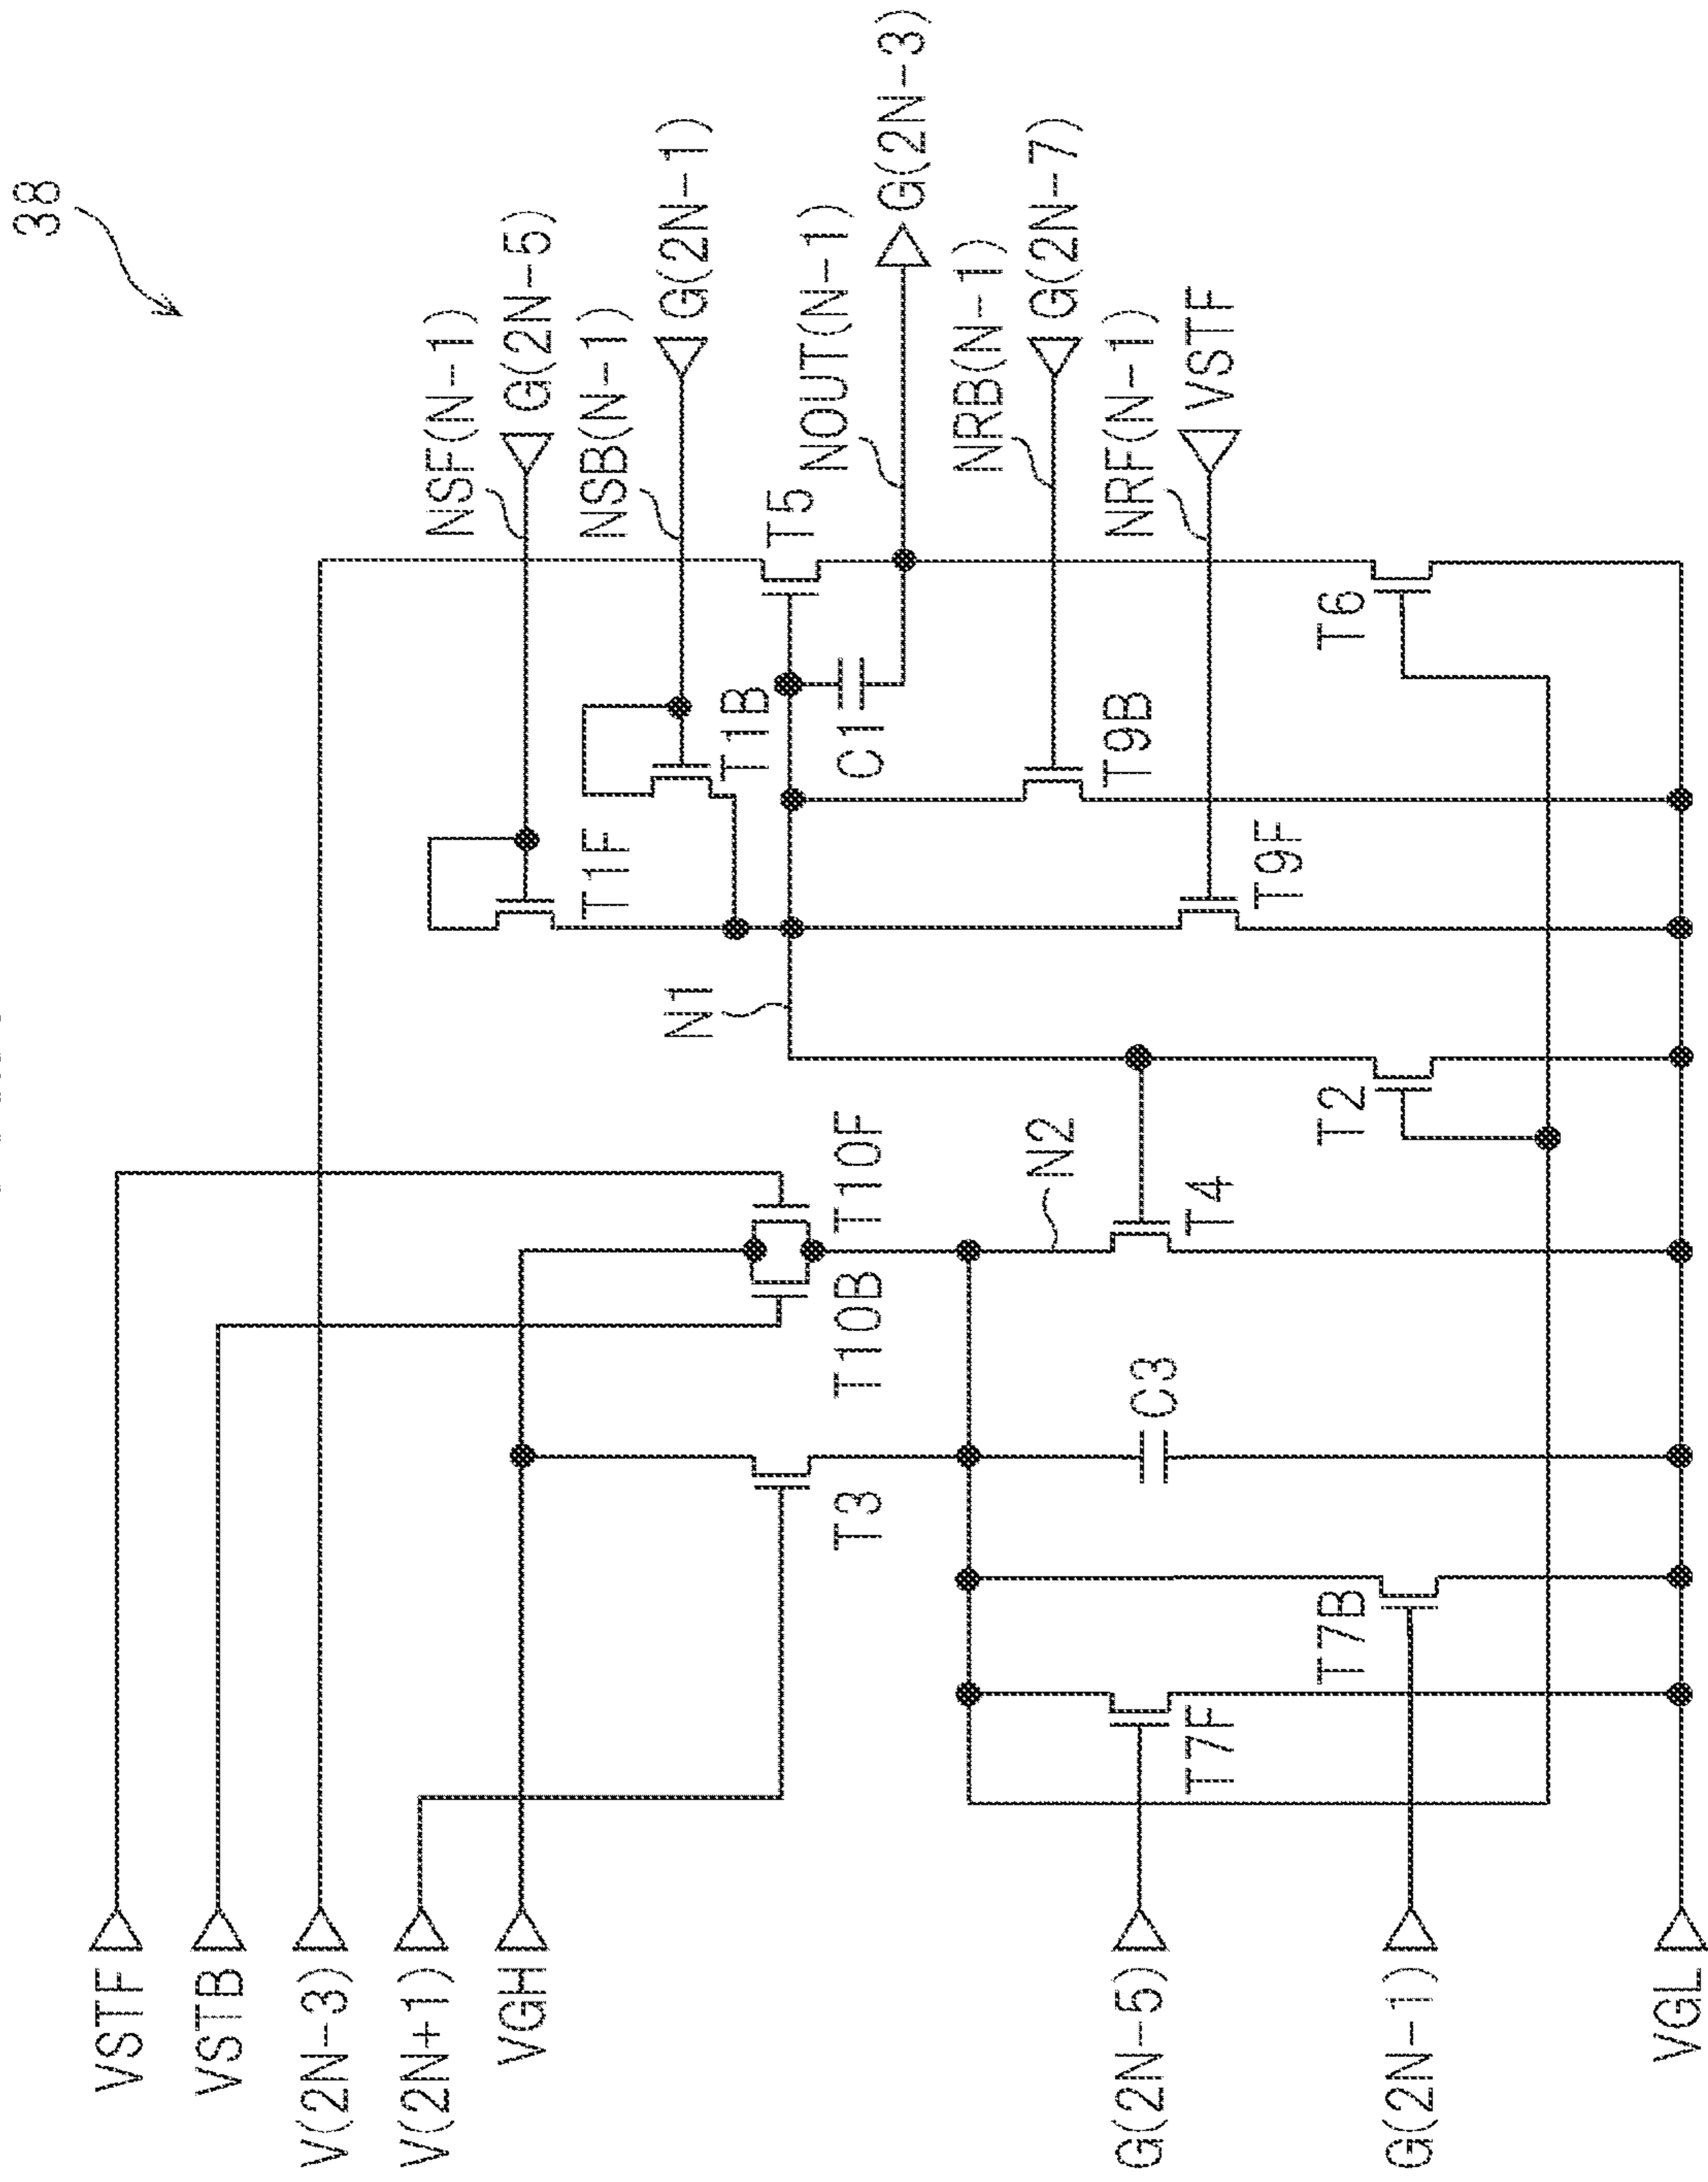 38
VSTF
VSTB
V(2N-3)
V(2N+1)
VGH
G(2N-5)
G(2N-1)
VGL
NSF(N-1)
G(2N-5)
NSB(N-1)
G(2N-1)
NOUT(N-1)
G(2N-3)
NRB(N-1)
G(2N-7)
NRF(N-1)
VSTF
T1F
T1B
T5
C1
N1
T10B
T10F
T3
N2
C3
T4
T2
T9F
T9B
T6
T7F
T7B